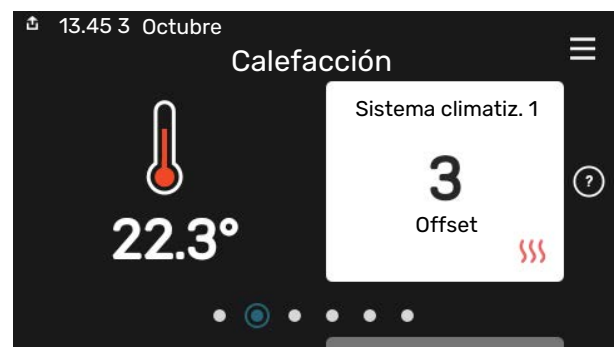 13.45 3 Octubre
Calefacción
Sistema climatiz. 1
3
Offset
22.3°
?